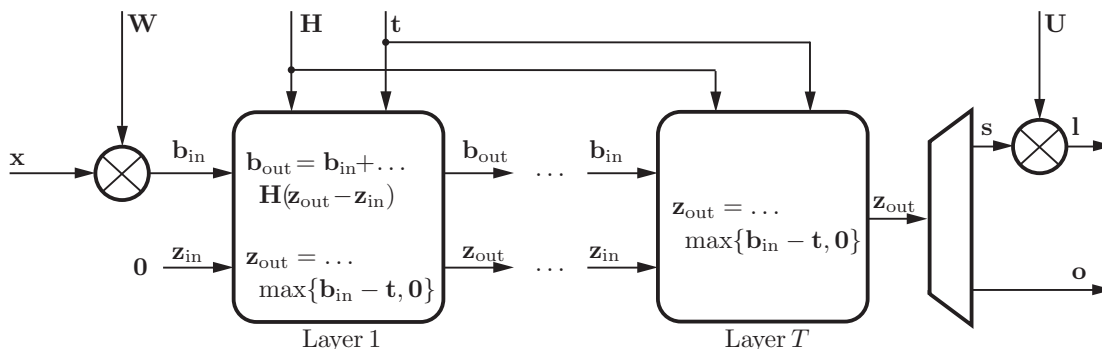 W H t U
x b_in b_out = b_in + … b_out … b_in s l
H(z_out − z_in)
z_out = … z_out
max{b_in − t, 0}
0 z_in z_out = … z_out … z_in o
max{b_in − t, 0}
Layer 1 Layer T